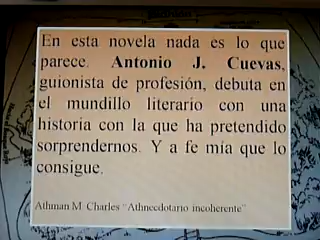 En esta novela nada es lo que
parece. Antonio J. Cuevas,
guionista de profesión, debuta en
el mundillo literario con una
historia con la que ha pretendido
sorprendernos. Y a fe mía que lo
consigue.
Athman M. Charles "Athnecdotario incoherente"